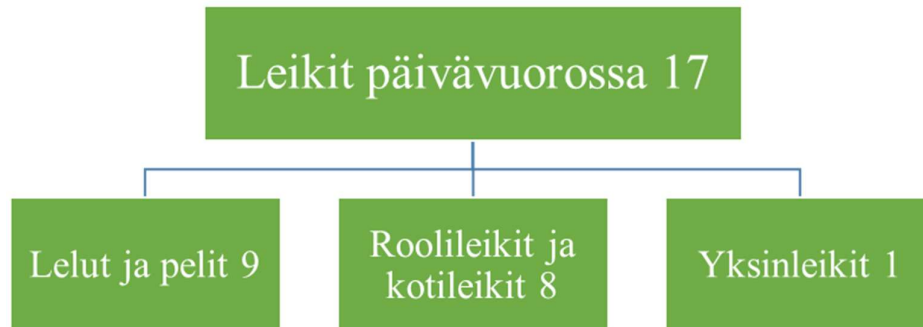 Leikit päivävuorossa 17
Lelut ja pelit 9
Roolileikit ja
kotileikit 8
Yksinleikit 1